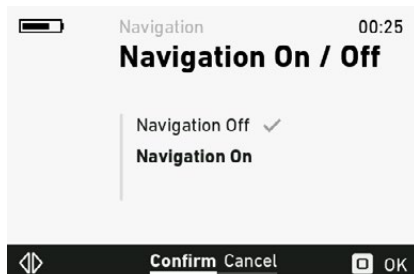 Navigation 00:25
Navigation On / Off
Navigation Off
Navigation On
Confirm Cancel OK